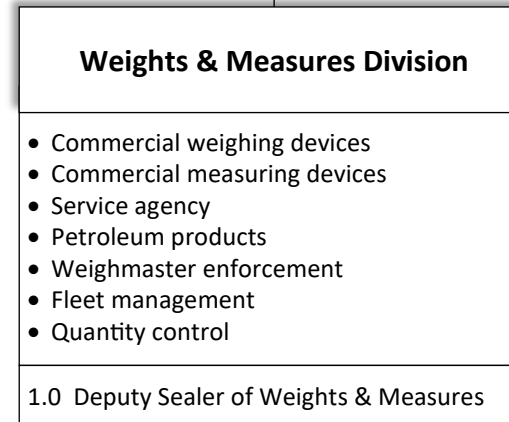 Weights & Measures Division
• Commercial weighing devices
• Commercial measuring devices
• Service agency
• Petroleum products
• Weighmaster enforcement
• Fleet management
• Quantity control
1.0 Deputy Sealer of Weights & Measures